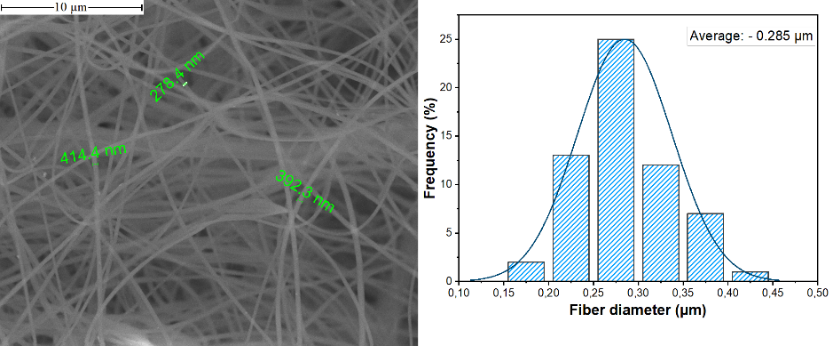 10 µm
276.4 nm
414.4 nm
392.3 nm
Average: - 0.285 µm
Frequency (%)
25
20
15
10
5
0
0,10 0,15 0,20 0,25 0,30 0,35 0,40 0,45 0,50
Fiber diameter (µm)